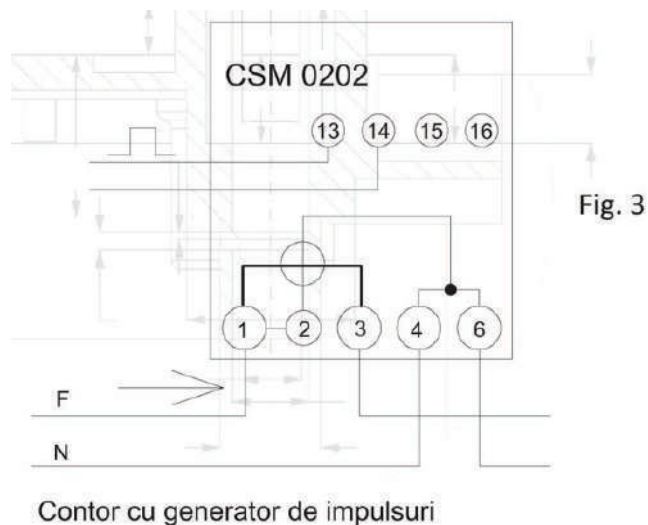 CSM 0202
13 14 15 16
Fig. 3
1 2 3 4 6
F
N
Contor cu generator de impulsuri